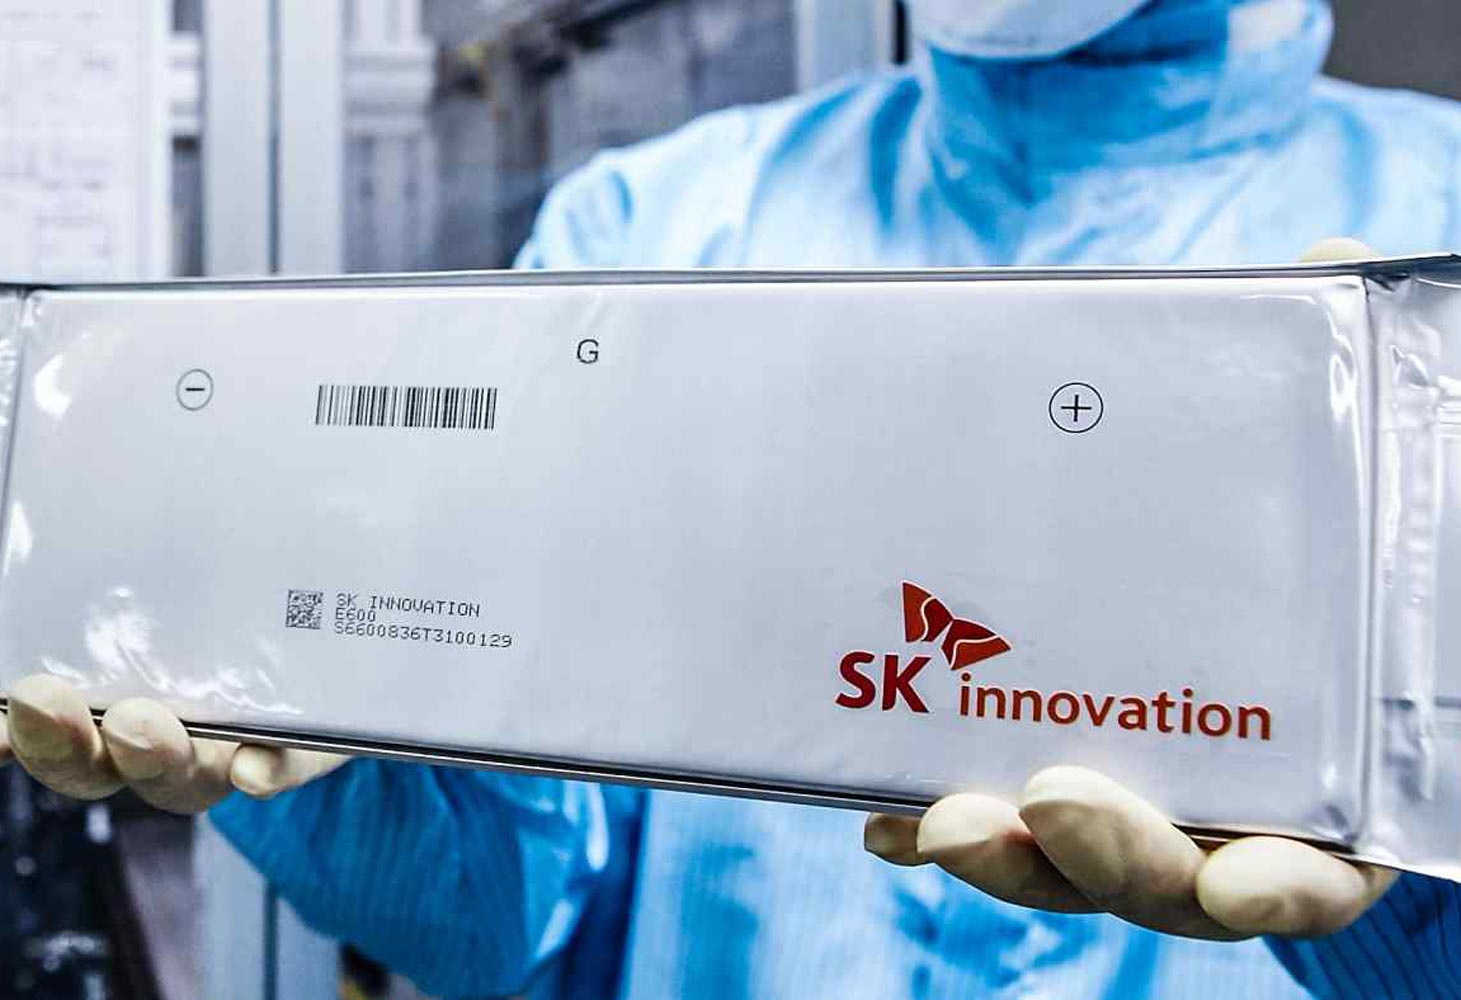 G
−
+
SK INNOVATION
E600
S6600836T3100129
SK innovation